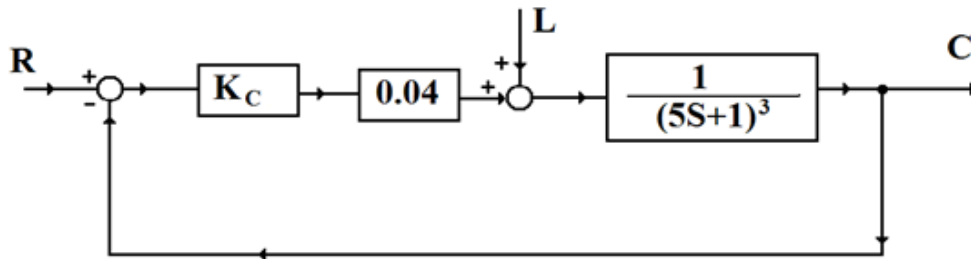 L
C
R
+
-
K_C
0.04
+
+
1
(5S+1)³